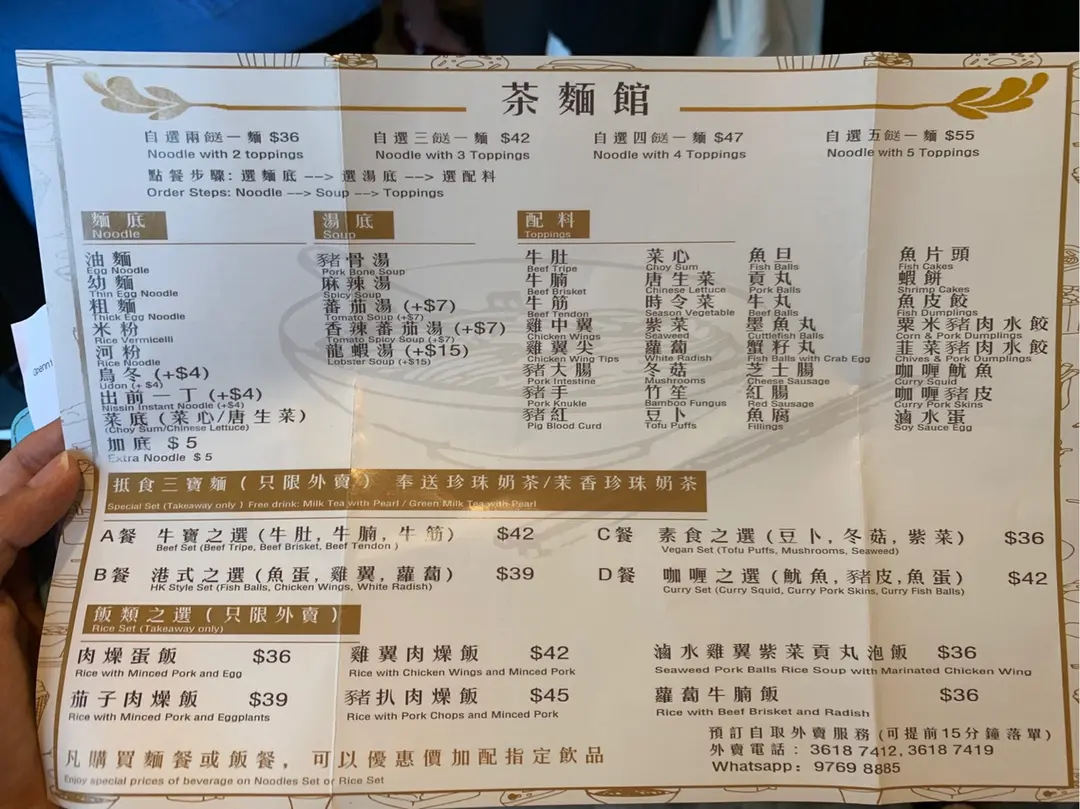 茶麵館
自選兩餸一麵 $36
Noodle with 2 toppings
自選三餸一麵 $42
Noodle with 3 Toppings
自選四餸一麵 $47
Noodle with 4 Toppings
自選五餸一麵 $55
Noodle with 5 Toppings
點餐步驟: 選麵底 --> 選湯底 --> 選配料
Order Steps: Noodle --> Soup --> Toppings
麵底
Noodle
油麵
Egg Noodle
幼麵
Thin Egg Noodle
粗麵
Thick Egg Noodle
米粉
Rice Vermicelli
河粉
Rice Noodle
烏冬 (+$4)
Udon (+ $4)
出前一丁 (+$4)
Nissin Instant Noodle (+$4)
菜底 (菜心/唐生菜)
(Choy Sum/Chinese Lettuce)
加底 $5
Extra Noodle $5
湯底
Soup
豬骨湯
Pork Bone Soup
麻辣湯
Spicy Soup
蕃茄湯 (+$7)
Tomato Soup (+$7)
香辣蕃茄湯 (+$7)
Tomato Spicy Soup (+$7)
龍蝦湯 (+$15)
Lobster Soup (+$15)
配料
Toppings
牛肚
Beef Tripe
牛腩
Beef Brisket
牛筋
Beef Tendon
雞中翼
Chicken Wings
雞翼尖
Chicken Wing Tips
豬大腸
Pork Intestine
豬手
Pork Knukle
豬紅
Pig Blood Curd
菜心
Choy Sum
唐生菜
Chinese Lettuce
時令菜
Season Vegetable
紫菜
Seaweed
蘿蔔
White Radish
冬菇
Mushrooms
竹笙
Bamboo Fungus
豆卜
Tofu Puffs
魚旦
Fish Balls
貢丸
Pork Balls
牛丸
Beef Balls
墨魚丸
Cuttlefish Balls
蟹籽丸
Fish Balls with Crab Egg
芝士腸
Cheese Sausage
紅腸
Red Sausage
魚腐
Fillings
魚片頭
Fish Cakes
蝦餅
Shrimp Cakes
魚皮餃
Fish Dumplings
粟米豬肉水餃
Corn & Pork Dumplings
韭菜豬肉水餃
Chives & Pork Dumplings
咖喱魷魚
Curry Squid
咖喱豬皮
Curry Pork Skins
滷水蛋
Soy Sauce Egg
抵食三寶麵 (只限外賣) 奉送珍珠奶茶/茉香珍珠奶茶
Special Set (Takeaway only ) Free drink: Milk Tea with Pearl / Green Milk Tea with Pearl
A餐 牛寶之選 (牛肚, 牛腩, 牛筋) $42
Beef Set (Beef Tripe, Beef Brisket, Beef Tendon )
B餐 港式之選 (魚蛋, 雞翼, 蘿蔔) $39
HK Style Set (Fish Balls, Chicken Wings, White Radish)
C餐 素食之選 (豆卜, 冬菇, 紫菜) $36
Vegan Set (Tofu Puffs, Mushrooms, Seaweed)
D餐 咖喱之選 (魷魚, 豬皮, 魚蛋) $42
Curry Set (Curry Squid, Curry Pork Skins, Curry Fish Balls)
飯類之選 (只限外賣)
Rice Set (Takeaway only)
肉燥蛋飯 $36
Rice with Minced Pork and Egg
茄子肉燥飯 $39
Rice with Minced Pork and Eggplants
雞翼肉燥飯 $42
Rice with Chicken Wings and Minced Pork
豬扒肉燥飯 $45
Rice with Pork Chops and Minced Pork
滷水雞翼紫菜貢丸泡飯 $36
Seaweed Pork Balls Rice Soup with Marinated Chicken Wing
蘿蔔牛腩飯 $36
Rice with Beef Brisket and Radish
凡購買麵餐或飯餐, 可以優惠價加配指定飲品
Enjoy special prices of beverage on Noodles Set or Rice Set
預訂自取外賣服務 (可提前15分鐘落單)
外賣電話: 3618 7412, 3618 7419
Whatsapp: 9769 8885